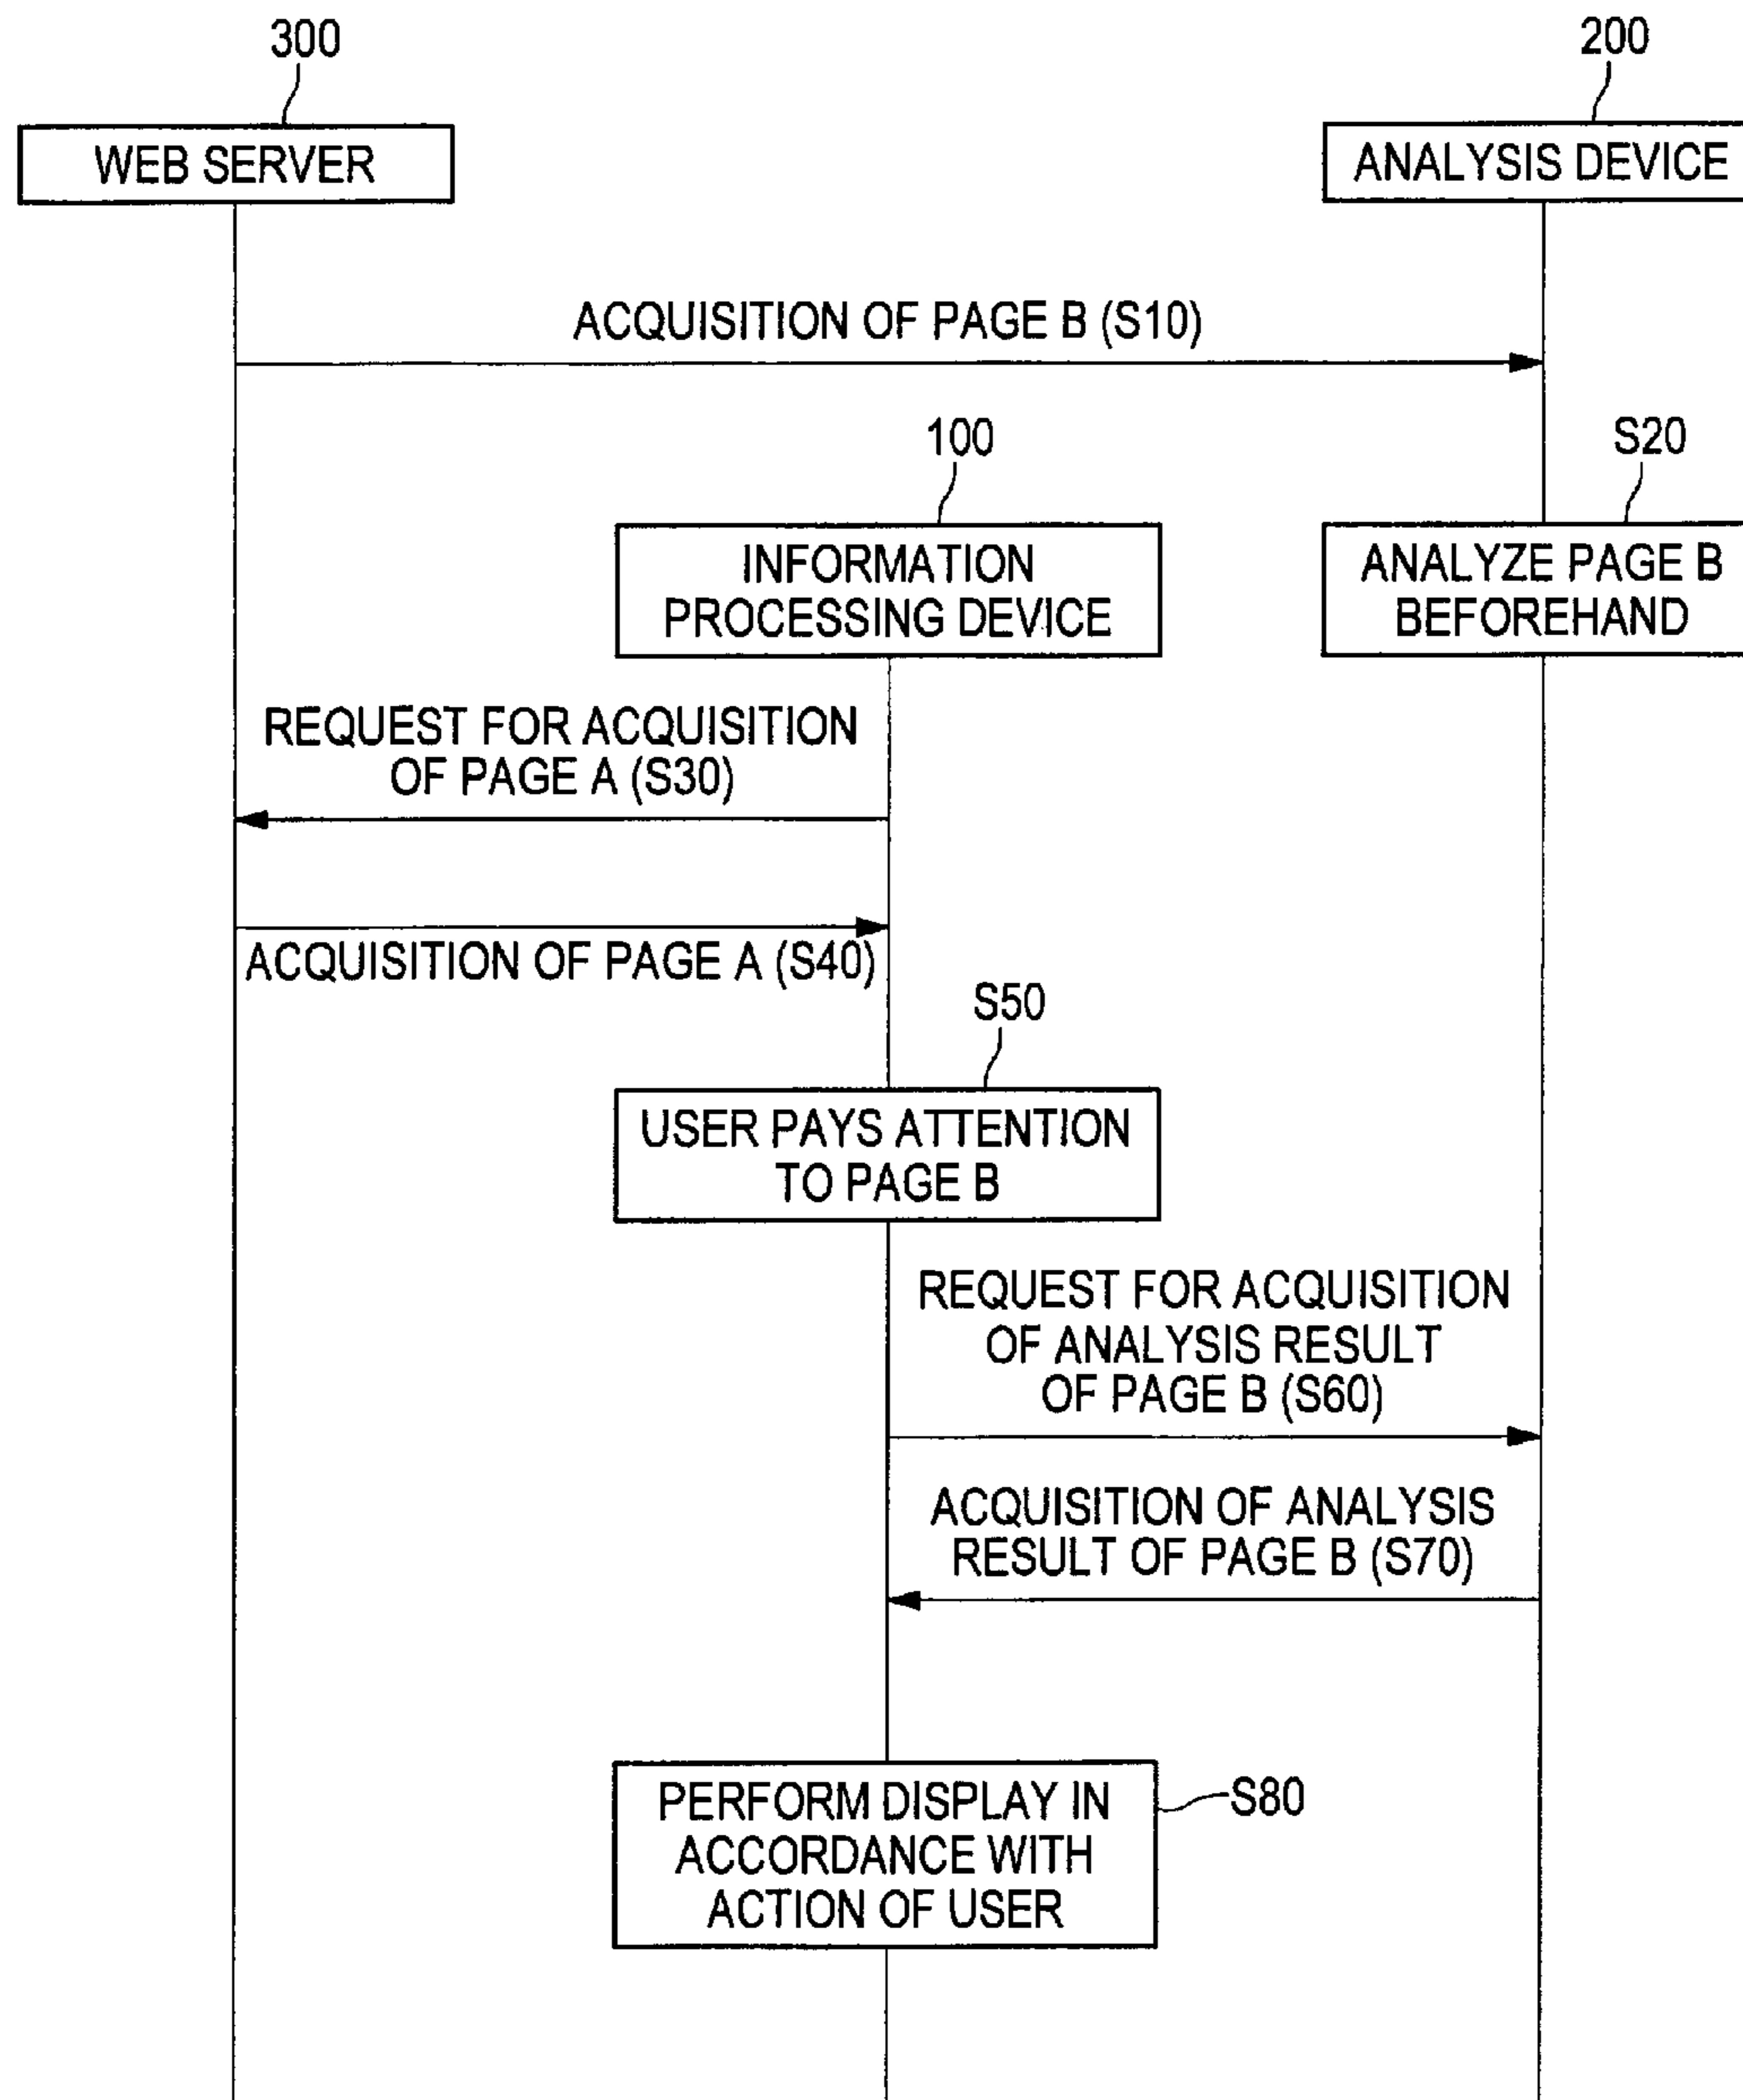 300
200
WEB SERVER
ANALYSIS DEVICE
ACQUISITION OF PAGE B (S10)
100
S20
INFORMATION
PROCESSING DEVICE
ANALYZE PAGE B
BEFOREHAND
REQUEST FOR ACQUISITION
OF PAGE A (S30)
ACQUISITION OF PAGE A (S40)
S50
USER PAYS ATTENTION
TO PAGE B
REQUEST FOR ACQUISITION
OF ANALYSIS RESULT
OF PAGE B (S60)
ACQUISITION OF ANALYSIS
RESULT OF PAGE B (S70)
PERFORM DISPLAY IN
ACCORDANCE WITH
ACTION OF USER
S80